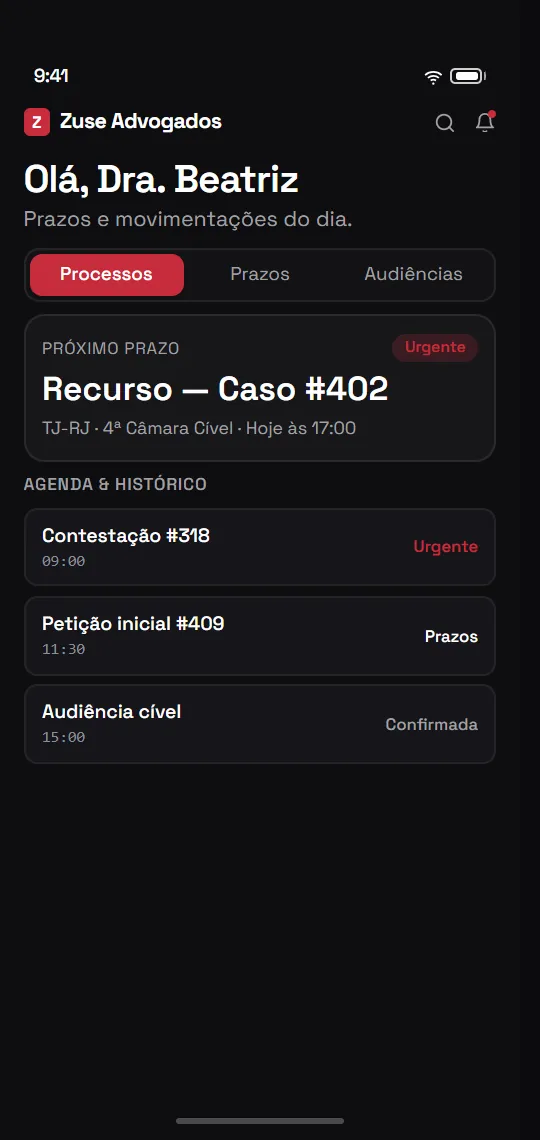 9:41
Z Zuse Advogados
Olá, Dra. Beatriz
Prazos e movimentações do dia.
Processos Prazos Audiências
PRÓXIMO PRAZO Urgente
Recurso — Caso #402
TJ-RJ · 4ª Câmara Cível · Hoje às 17:00
AGENDA & HISTÓRICO
Contestação #318
09:00
Urgente
Petição inicial #409
11:30
Prazos
Audiência cível
15:00
Confirmada